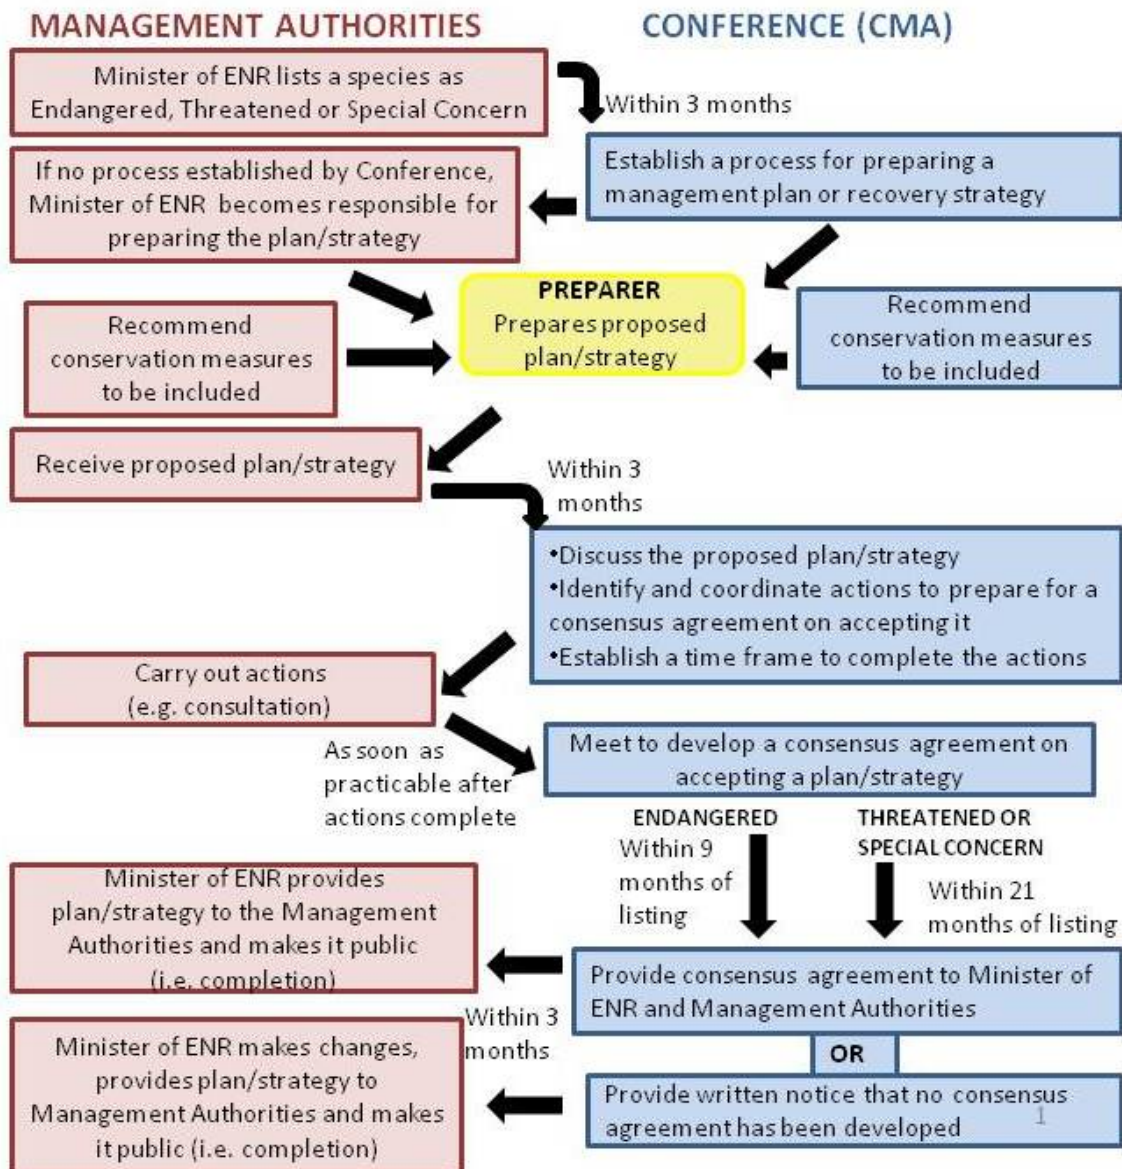 MANAGEMENT AUTHORITIES
CONFERENCE (CMA)
Minister of ENR lists a species as
Endangered, Threatened or Special Concern
Within 3 months
Establish a process for preparing a
management plan or recovery strategy
If no process established by Conference,
Minister of ENR becomes responsible for
preparing the plan/strategy
PREPARER
Prepares proposed
plan/strategy
Recommend
conservation measures
to be included
Recommend
conservation measures
to be included
Receive proposed plan/strategy
Within 3
months
•Discuss the proposed plan/strategy
•Identify and coordinate actions to prepare for a
consensus agreement on accepting it
•Establish a time frame to complete the actions
Carry out actions
(e.g. consultation)
As soon as
practicable after
actions complete
Meet to develop a consensus agreement on
accepting a plan/strategy
ENDANGERED
Within 9
months of
listing
THREATENED OR
SPECIAL CONCERN
Within 21
months of listing
Minister of ENR provides
plan/strategy to the Management
Authorities and makes it public
(i.e. completion)
Provide consensus agreement to Minister of
ENR and Management Authorities
Within 3
months
OR
Minister of ENR makes changes,
provides plan/strategy to
Management Authorities and makes
it public (i.e. completion)
Provide written notice that no consensus
agreement has been developed
1